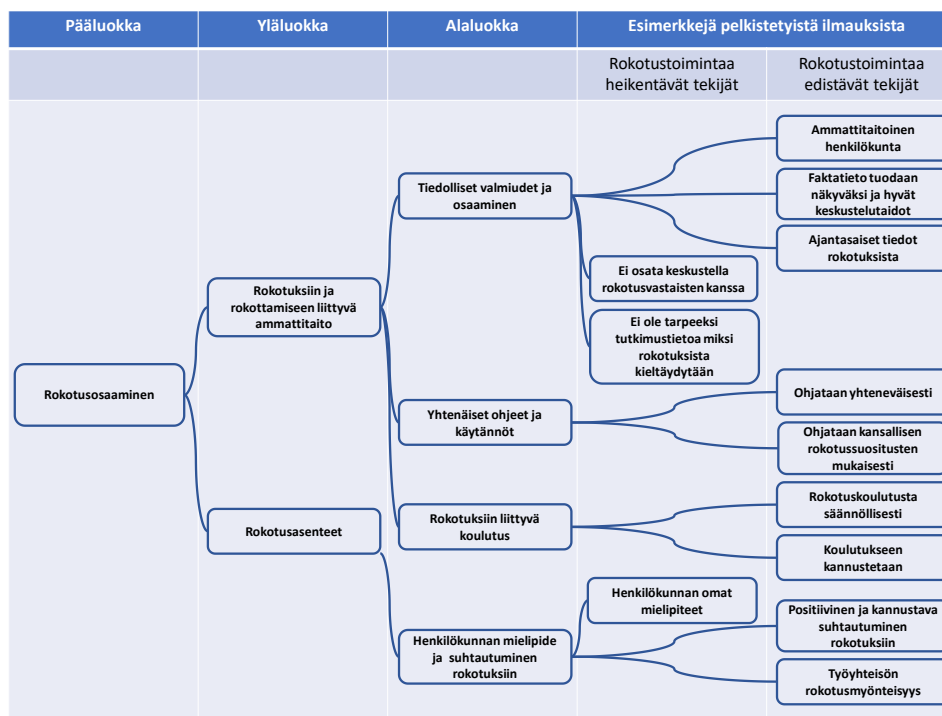 Pääluokka
Yläluokka
Alaluokka
Esimerkkejä pelkistetyistä ilmauksista
Rokotustoimintaa
heikentävät tekijät
Rokotustoimintaa
edistävät tekijät
Rokotusosaaminen
Rokotuksiin ja
rokottamiseen liittyvä
ammattitaito
Rokotusasenteet
Tiedolliset valmiudet ja
osaaminen
Yhtenäiset ohjeet ja
käytännöt
Rokotuksiin liittyvä
koulutus
Henkilökunnan mielipide
ja suhtautuminen
rokotuksiin
Ei osata keskustella
rokotusvastaisten kanssa
Ei ole tarpeeksi
tutkimustietoa miksi
rokotuksista
kieltäydytään
Henkilökunnan omat
mielipiteet
Ammattitaitoinen
henkilökunta
Faktatieto tuodaan
näkyväksi ja hyvät
keskustelutaidot
Ajantasaiset tiedot
rokotuksista
Ohjataan yhteneväisesti
Ohjataan kansallisen
rokotussuositusten
mukaisesti
Rokotuskoulutusta
säännöllisesti
Koulutukseen
kannustetaan
Positiivinen ja kannustava
suhtautuminen
rokotuksiin
Työyhteisön
rokotusmyönteisyys